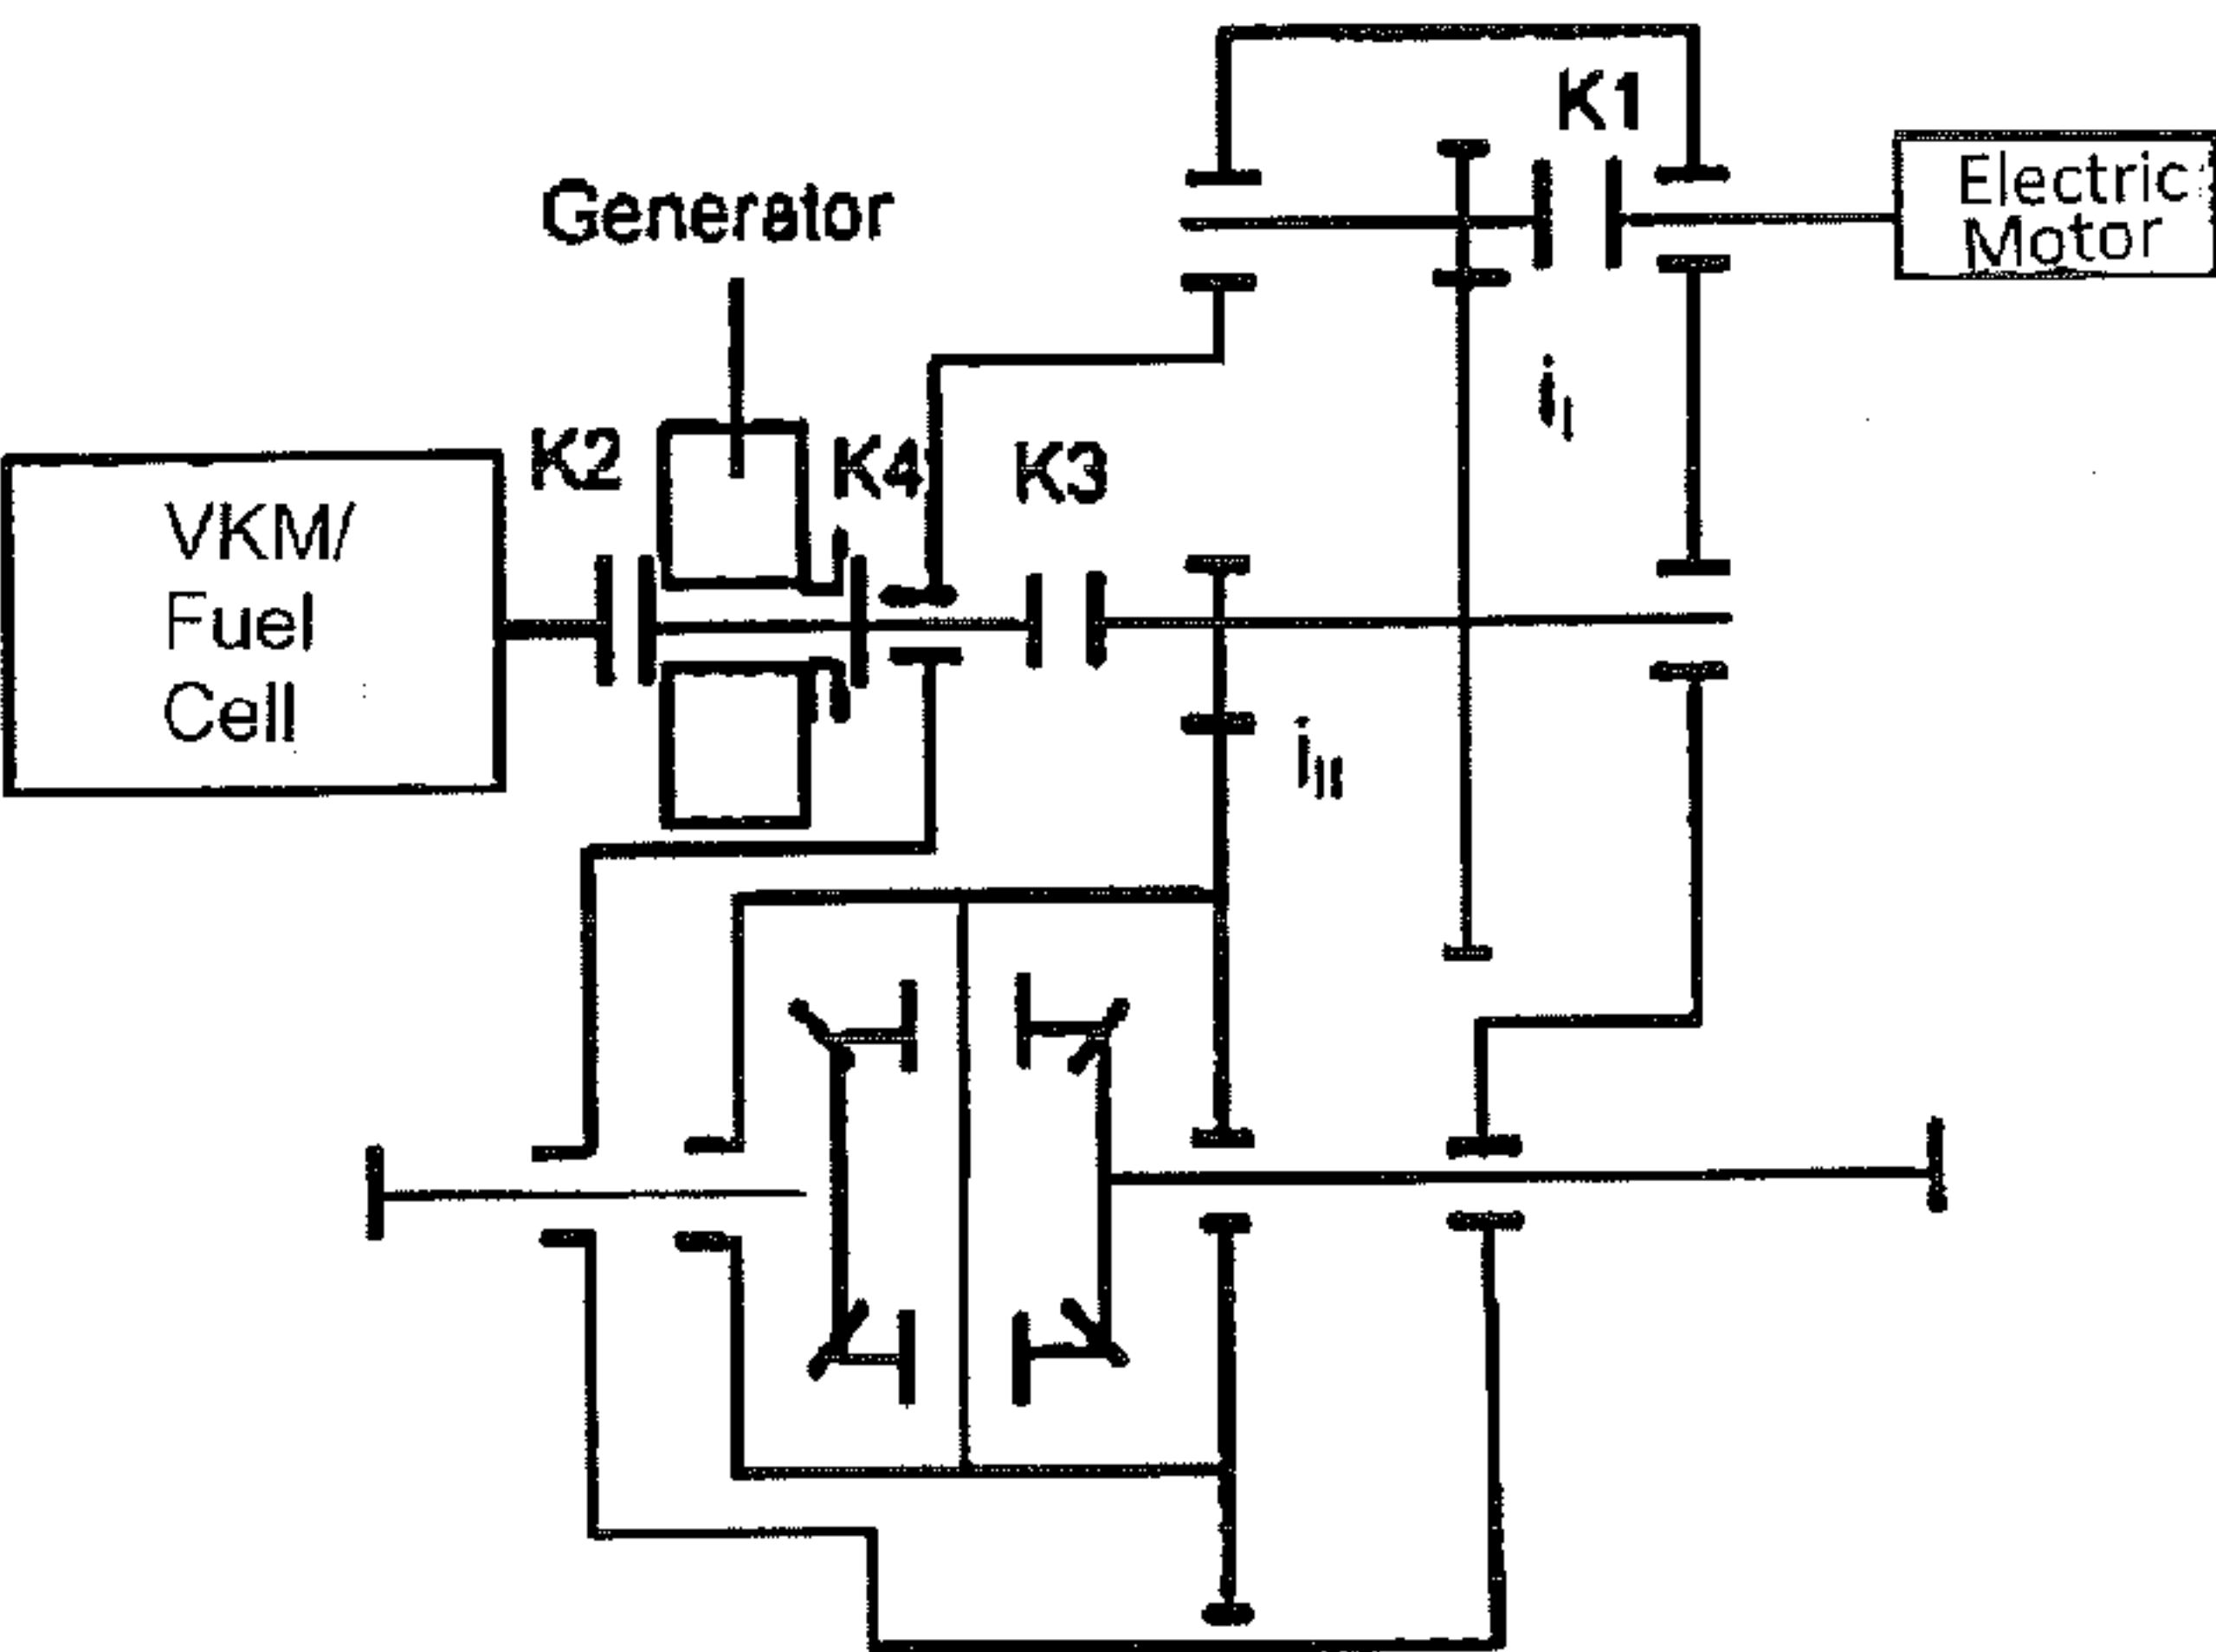 K1
Electric
Motor
Generator
i_I
K2
K4
K3
VKM/
Fuel
Cell
i_II